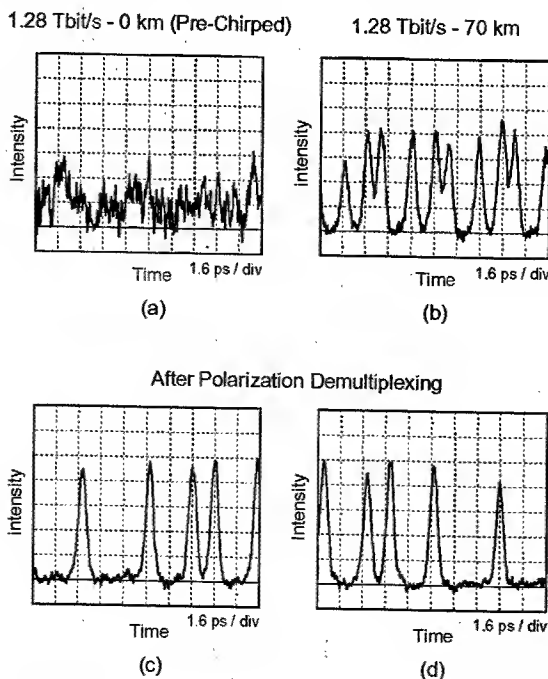 1.28 Tbit/s - 0 km (Pre-Chirped)
1.28 Tbit/s - 70 km
Intensity
Intensity
Time
1.6 ps / div
Time
1.6 ps / div
(a)
(b)
After Polarization Demultiplexing
Intensity
Intensity
Time
1.6 ps / div
Time
1.6 ps / div
(c)
(d)